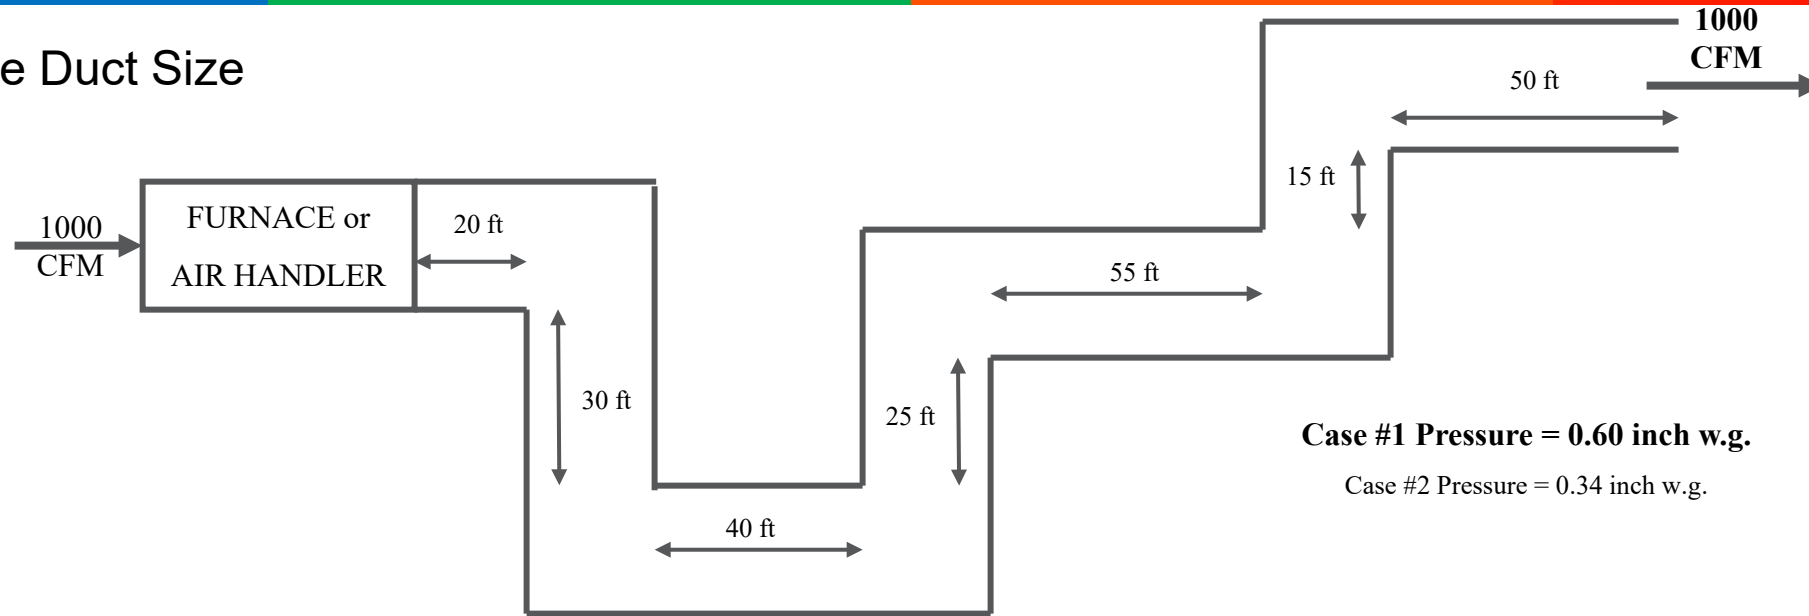 e Duct Size
1000
CFM
50 ft
15 ft
1000
CFM
FURNACE or
AIR HANDLER
20 ft
55 ft
30 ft
25 ft
Case #1 Pressure = 0.60 inch w.g.
Case #2 Pressure = 0.34 inch w.g.
40 ft